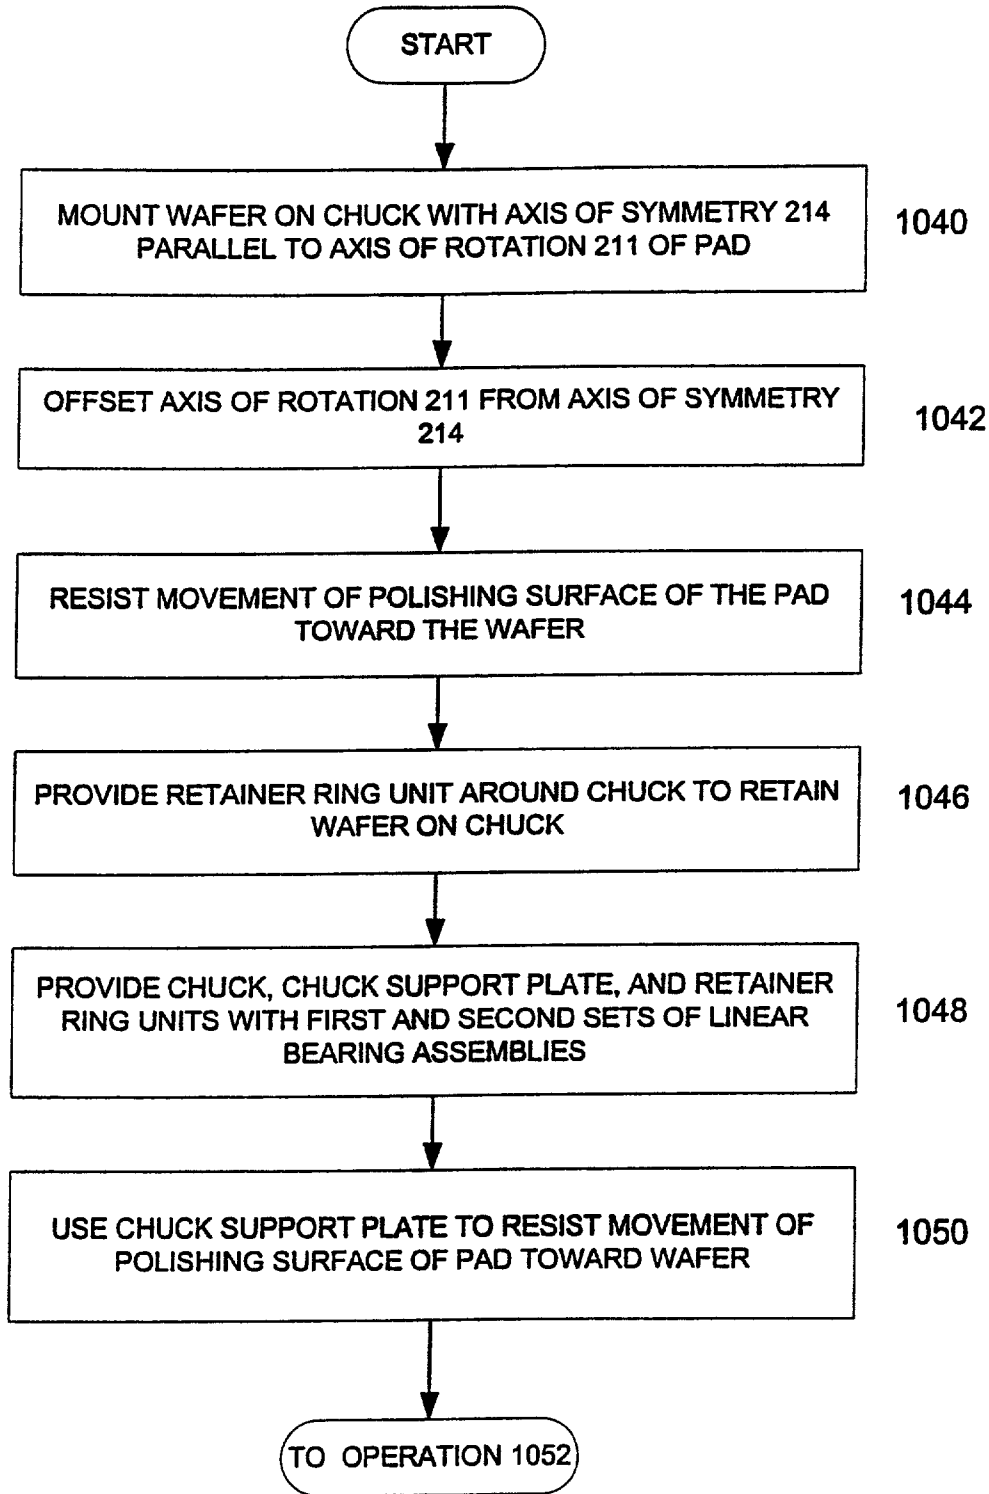 START
MOUNT WAFER ON CHUCK WITH AXIS OF SYMMETRY 214
PARALLEL TO AXIS OF ROTATION 211 OF PAD
1040
OFFSET AXIS OF ROTATION 211 FROM AXIS OF SYMMETRY
214
1042
RESIST MOVEMENT OF POLISHING SURFACE OF THE PAD
TOWARD THE WAFER
1044
PROVIDE RETAINER RING UNIT AROUND CHUCK TO RETAIN
WAFER ON CHUCK
1046
PROVIDE CHUCK, CHUCK SUPPORT PLATE, AND RETAINER
RING UNITS WITH FIRST AND SECOND SETS OF LINEAR
BEARING ASSEMBLIES
1048
USE CHUCK SUPPORT PLATE TO RESIST MOVEMENT OF
POLISHING SURFACE OF PAD TOWARD WAFER
1050
TO OPERATION 1052